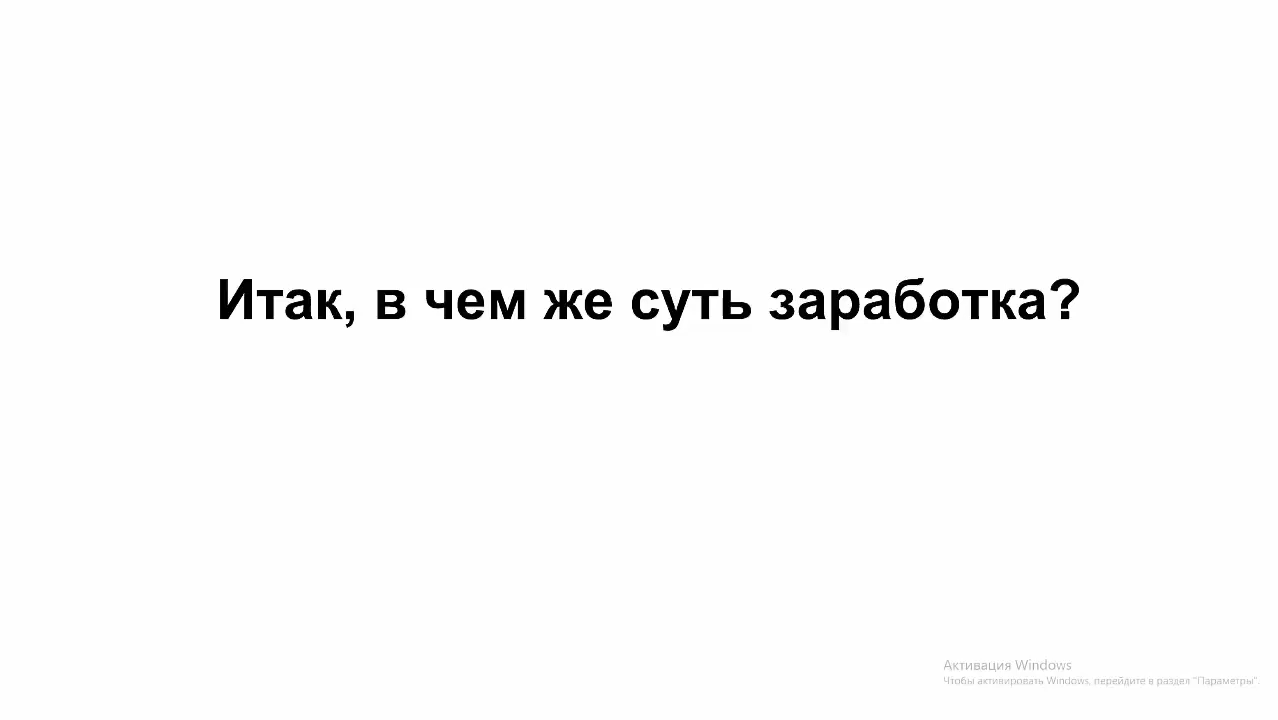 Итак, в чем же суть заработка?
Активация Windows
Чтобы активировать Windows, перейдите в раздел "Параметры".